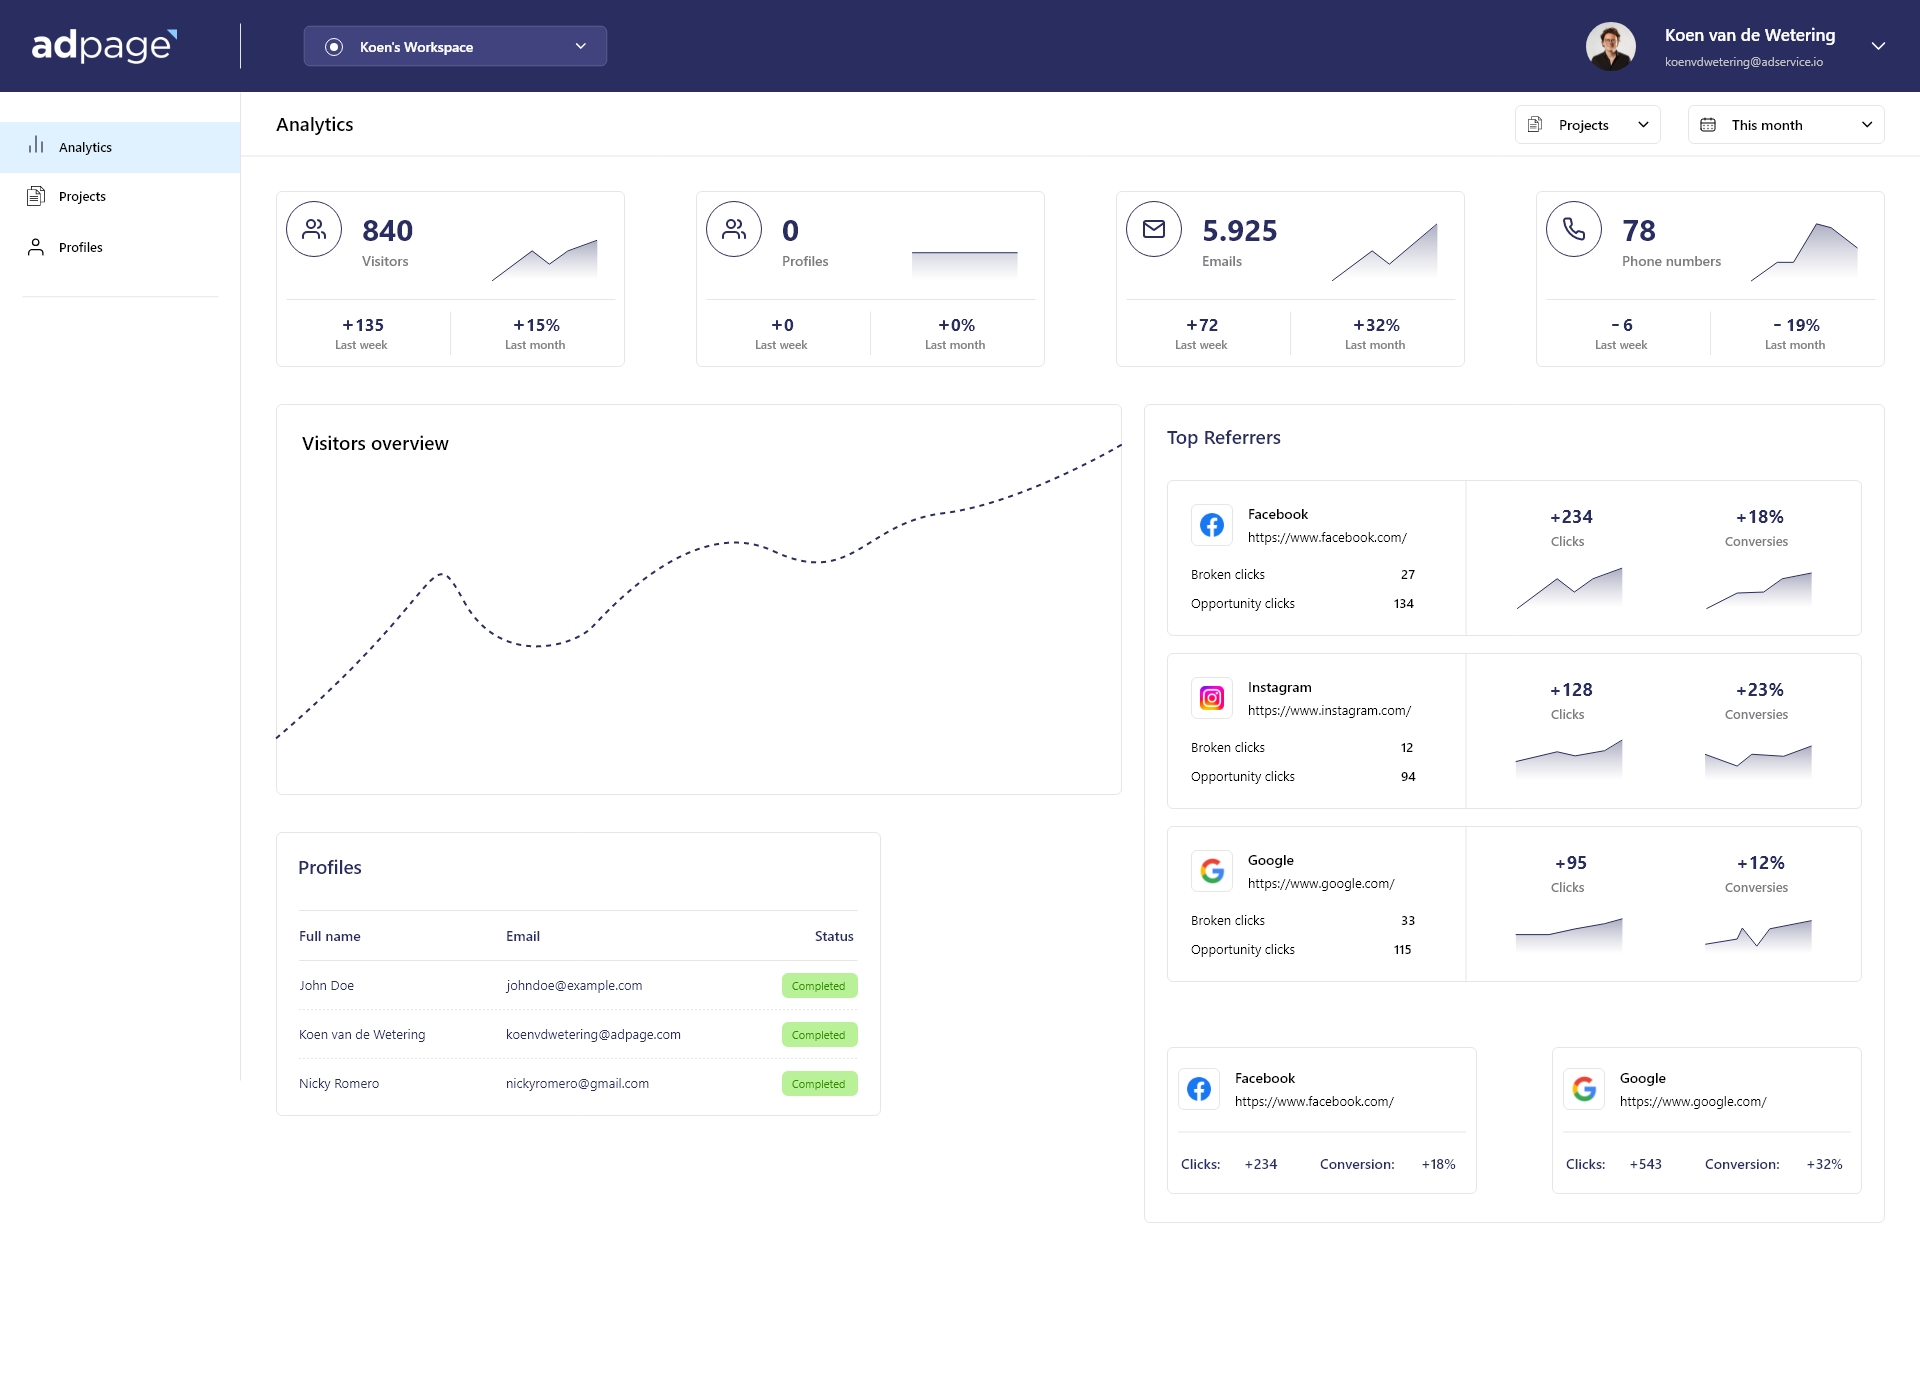 adpage
Koen's Workspace
Koen van de Wetering
koenvdwetering@adservice.io
Analytics
Projects
Profiles
Analytics
Projects
This month
840
Visitors
+135
Last week
+15%
Last month
0
Profiles
+0
Last week
+0%
Last month
5.925
Emails
+72
Last week
+32%
Last month
78
Phone numbers
- 6
Last week
- 19%
Last month
Visitors overview
Profiles
Full name Email Status
John Doe johndoe@example.com Completed
Koen van de Wetering koenvdwetering@adpage.com Completed
Nicky Romero nickyromero@gmail.com Completed
Top Referrers
Facebook
https://www.facebook.com/
Broken clicks 27
Opportunity clicks 134
+234
Clicks
+18%
Conversies
Instagram
https://www.instagram.com/
Broken clicks 12
Opportunity clicks 94
+128
Clicks
+23%
Conversies
Google
https://www.google.com/
Broken clicks 33
Opportunity clicks 115
+95
Clicks
+12%
Conversies
Facebook
https://www.facebook.com/
Clicks: +234 Conversion: +18%
Google
https://www.google.com/
Clicks: +543 Conversion: +32%